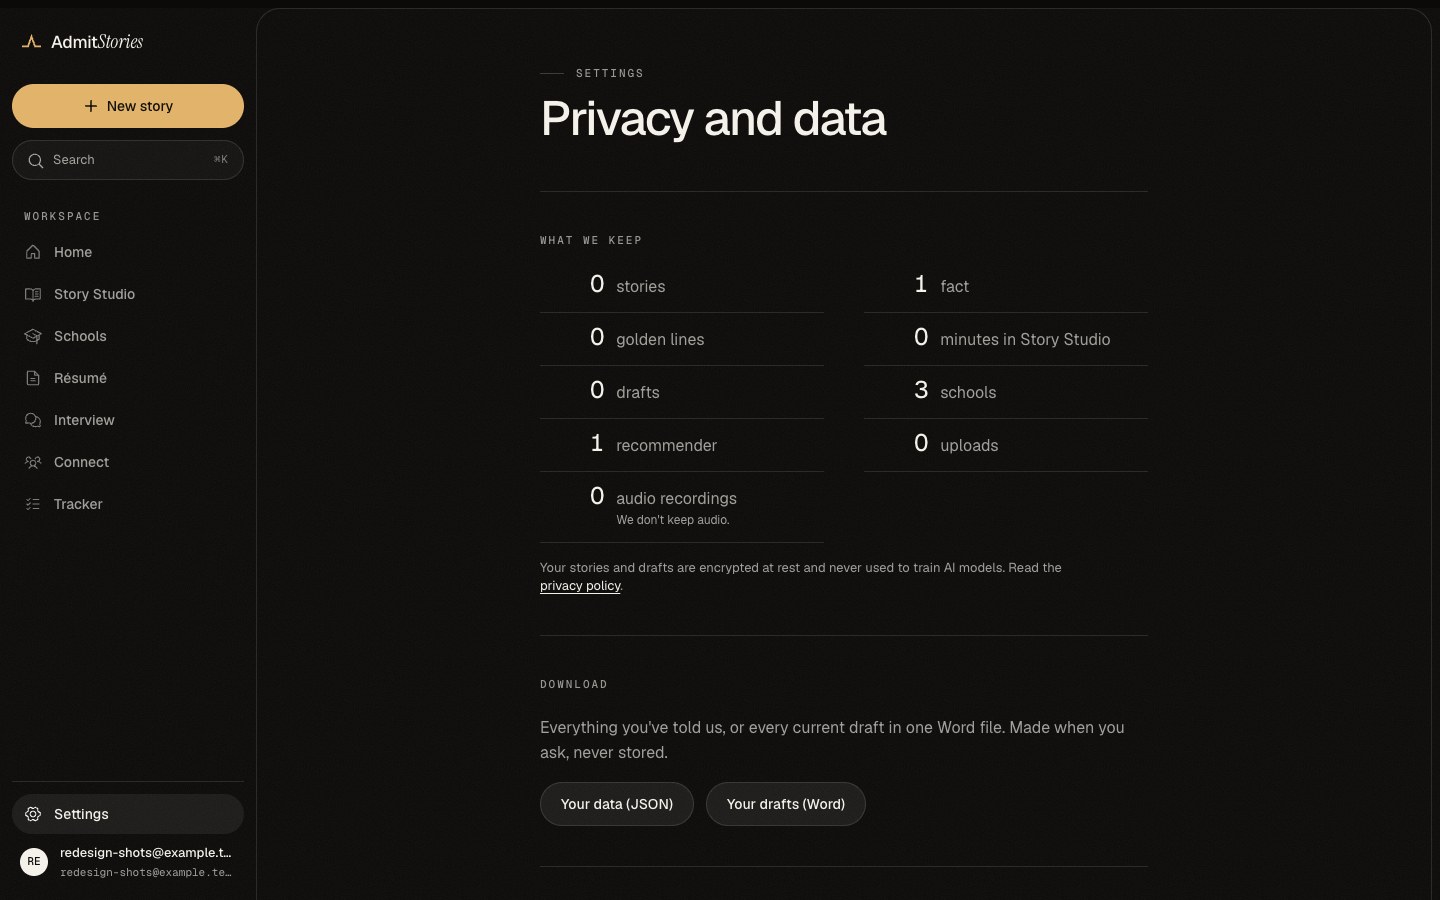 AdmitStories
New story
Search ⌘K
WORKSPACE
Home
Story Studio
Schools
Résumé
Interview
Connect
Tracker
Settings
RE
redesign-shots@example.t…
redesign-shots@example.te…
SETTINGS
Privacy and data
WHAT WE KEEP
0 stories
1 fact
0 golden lines
0 minutes in Story Studio
0 drafts
3 schools
1 recommender
0 uploads
0 audio recordings
We don't keep audio.
Your stories and drafts are encrypted at rest and never used to train AI models. Read the
privacy policy.
DOWNLOAD
Everything you've told us, or every current draft in one Word file. Made when you
ask, never stored.
Your data (JSON)
Your drafts (Word)